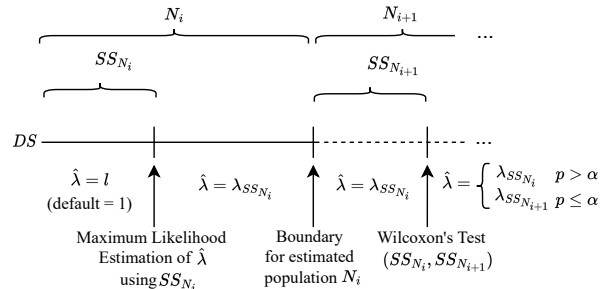 N_i N_{i+1}
...
SS_{N_i} SS_{N_{i+1}}
DS ...
λ̂ = l
(default = 1)
λ̂ = λ_{SS_{N_i}}
λ̂ = λ_{SS_{N_i}}
λ̂ = { λ_{SS_{N_i}} p > α
λ_{SS_{N_{i+1}}} p ≤ α
Maximum Likelihood
Estimation of λ̂
using SS_{N_i}
Boundary
for estimated
population N_i
Wilcoxon's Test
(SS_{N_i}, SS_{N_{i+1}})